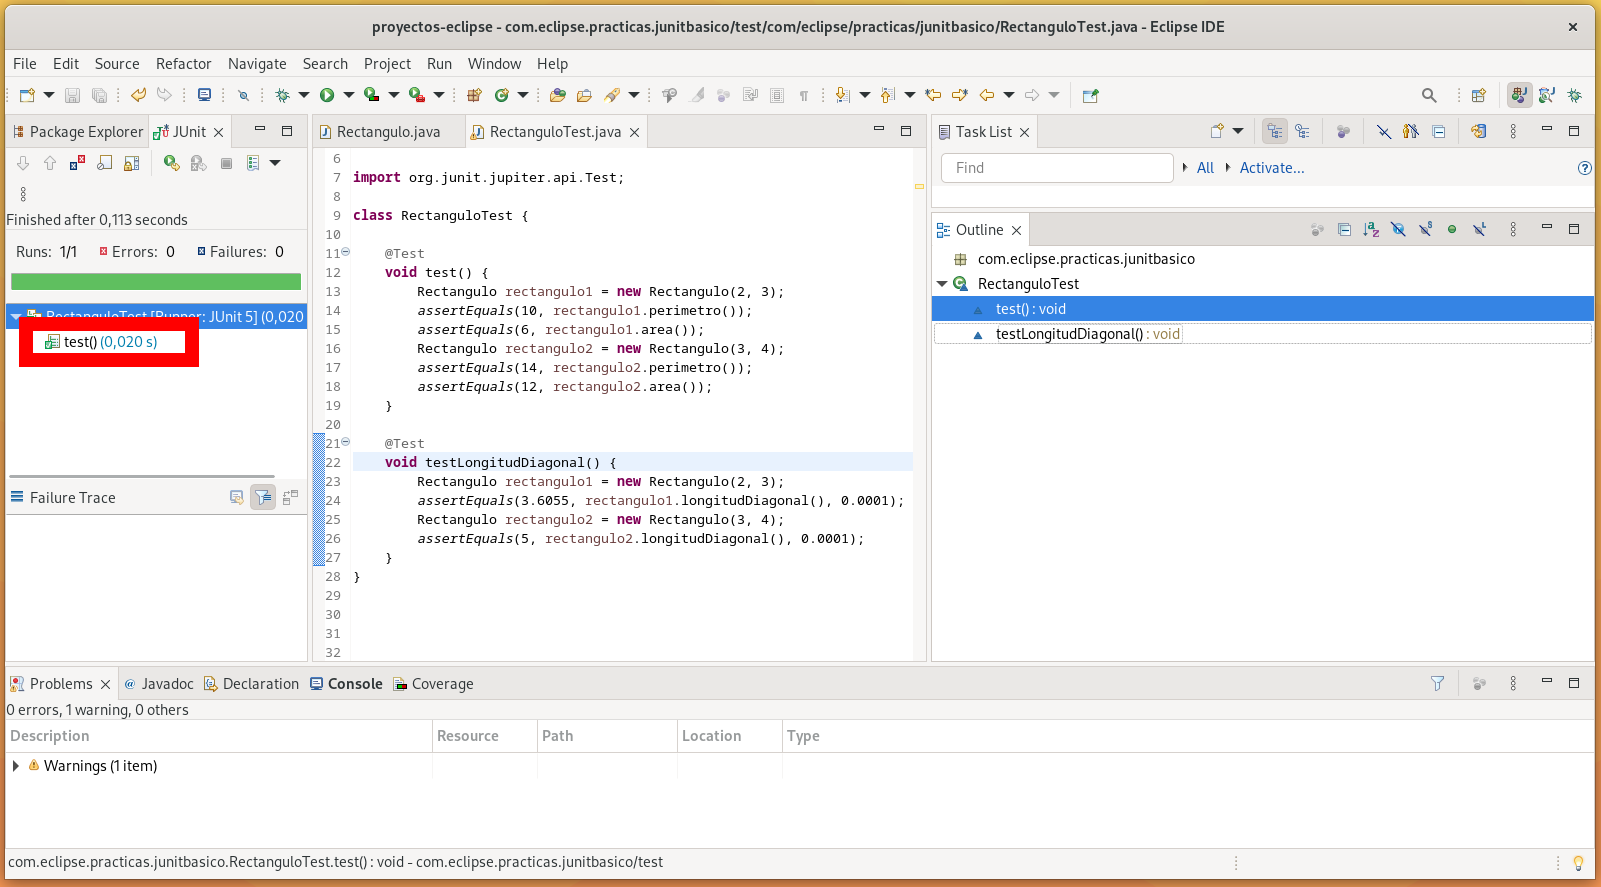 proyectos-eclipse - com.eclipse.practicas.junitbasico/test/com/eclipse/practicas/junitbasico/RectanguloTest.java - Eclipse IDE
File Edit Source Refactor Navigate Search Project Run Window Help
Package Explorer JUnit
Finished after 0,113 seconds
Runs: 1/1 Errors: 0 Failures: 0
RectanguloTest [Runner: JUnit 5] (0,020
test() (0,020 s)
Failure Trace
Rectangulo.java RectanguloTest.java
6
7 import org.junit.jupiter.api.Test;
8
9 class RectanguloTest {
10
11 @Test
12 void test() {
13 Rectangulo rectangulo1 = new Rectangulo(2, 3);
14 assertEquals(10, rectangulo1.perimetro());
15 assertEquals(6, rectangulo1.area());
16 Rectangulo rectangulo2 = new Rectangulo(3, 4);
17 assertEquals(14, rectangulo2.perimetro());
18 assertEquals(12, rectangulo2.area());
19 }
20
21 @Test
22 void testLongitudDiagonal() {
23 Rectangulo rectangulo1 = new Rectangulo(2, 3);
24 assertEquals(3.6055, rectangulo1.longitudDiagonal(), 0.0001);
25 Rectangulo rectangulo2 = new Rectangulo(3, 4);
26 assertEquals(5, rectangulo2.longitudDiagonal(), 0.0001);
27 }
28 }
29
30
31
32
Task List
Find All Activate...
Outline
com.eclipse.practicas.junitbasico
RectanguloTest
test() : void
testLongitudDiagonal() : void
Problems Javadoc Declaration Console Coverage
0 errors, 1 warning, 0 others
Description Resource Path Location Type
Warnings (1 item)
com.eclipse.practicas.junitbasico.RectanguloTest.test() : void - com.eclipse.practicas.junitbasico/test